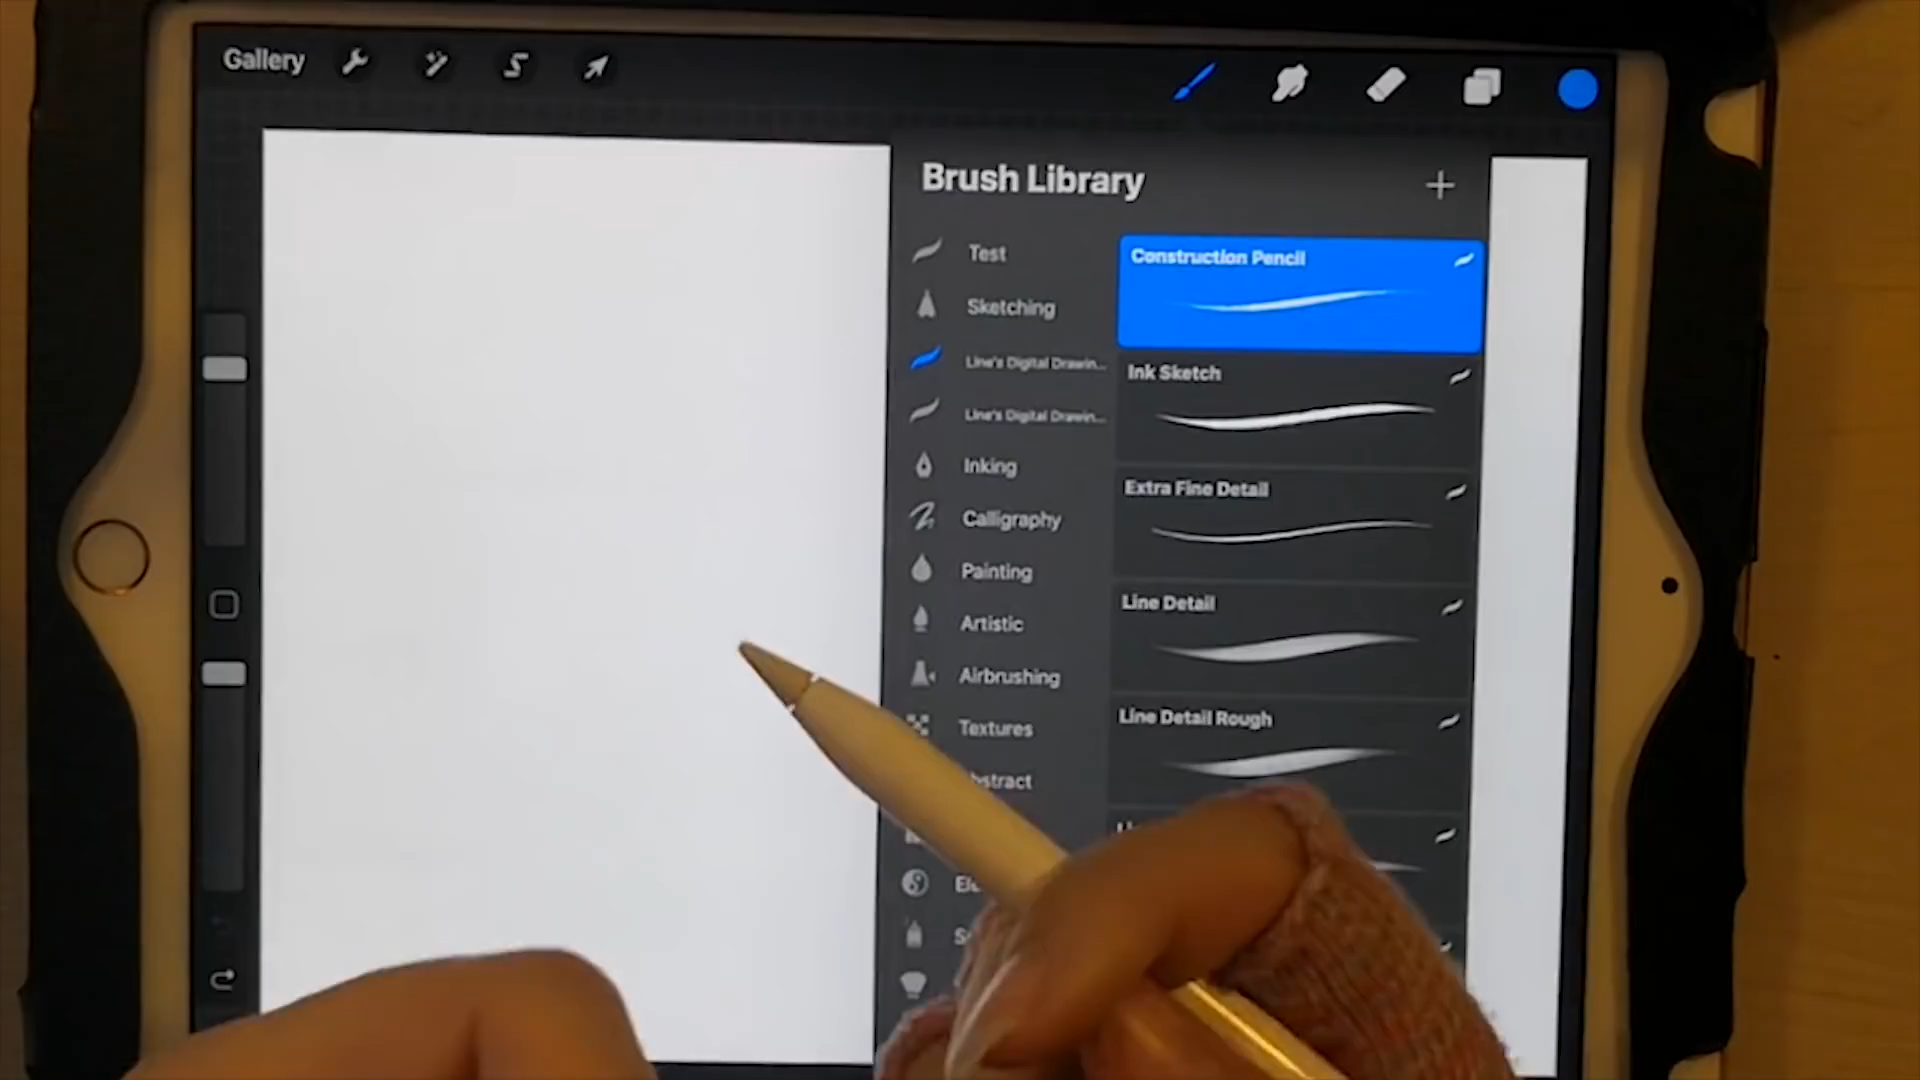 Gallery
Brush Library
Test
Sketching
Line's Digital Drawin...
Line's Digital Drawin...
Inking
Calligraphy
Painting
Artistic
Airbrushing
Textures
bstract
Construction Pencil
Ink Sketch
Extra Fine Detail
Line Detail
Line Detail Rough